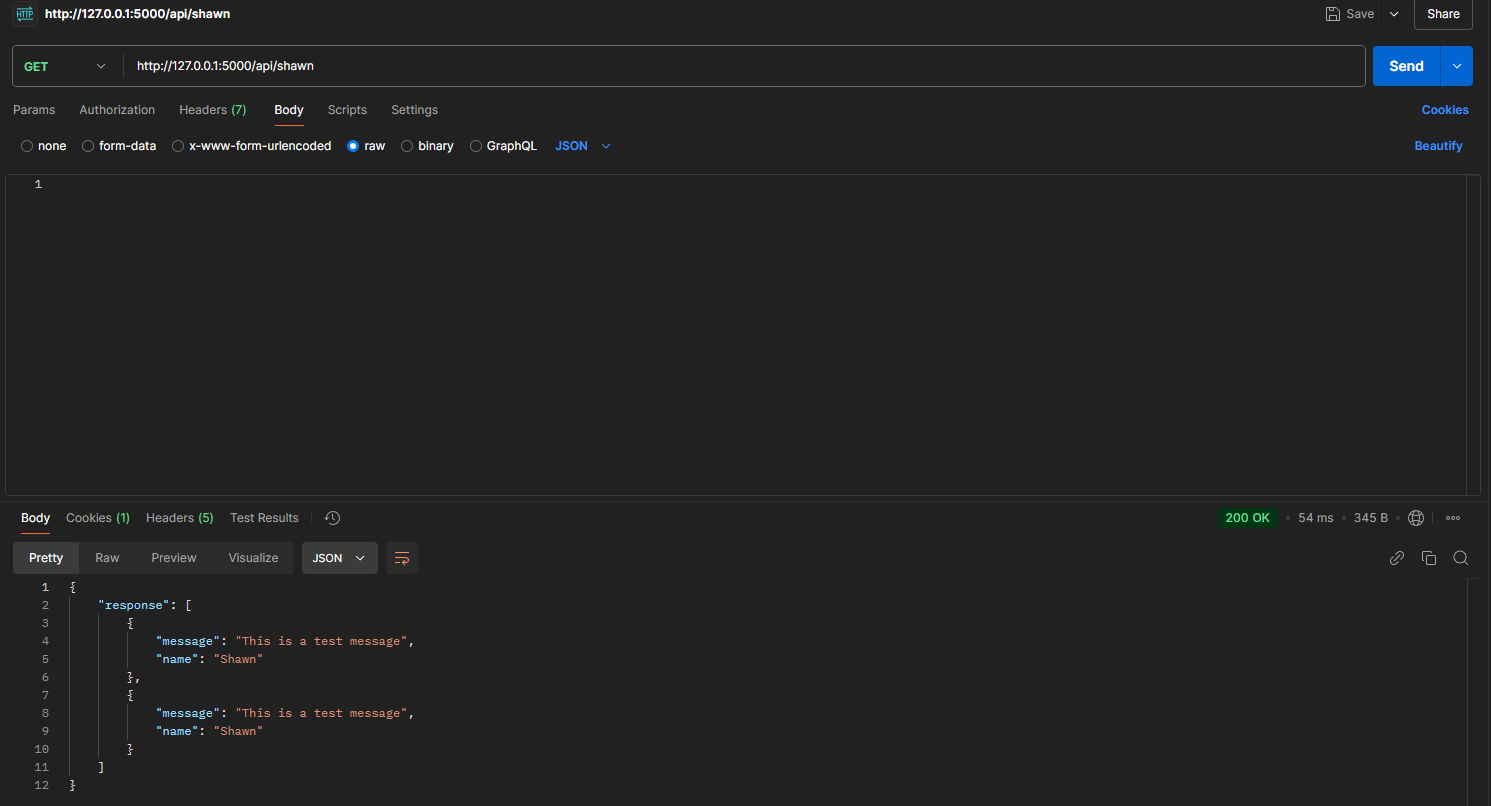 HTTP http://127.0.0.1:5000/api/shawn Save Share
GET http://127.0.0.1:5000/api/shawn Send
Params Authorization Headers (7) Body Scripts Settings Cookies
none form-data x-www-form-urlencoded raw binary GraphQL JSON Beautify
1
Body Cookies (1) Headers (5) Test Results 200 OK 54 ms 345 B
Pretty Raw Preview Visualize JSON
1 {
2 "response": [
3 {
4 "message": "This is a test message",
5 "name": "Shawn"
6 },
7 {
8 "message": "This is a test message",
9 "name": "Shawn"
10 }
11 ]
12 }